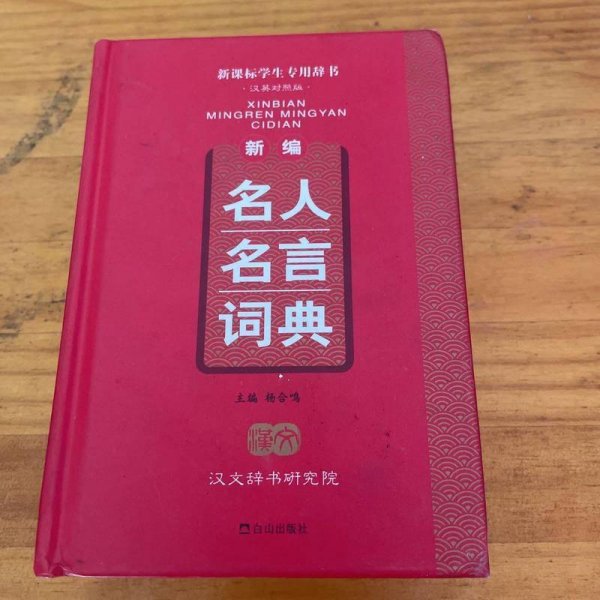 新课标学生专用辞书
·汉英对照版·
XINBIAN
MINGREN MINGYAN
CIDIAN
新 编
名人
名言
词典
主编 杨合鸣
漢文
汉文辞书研究院
白山出版社